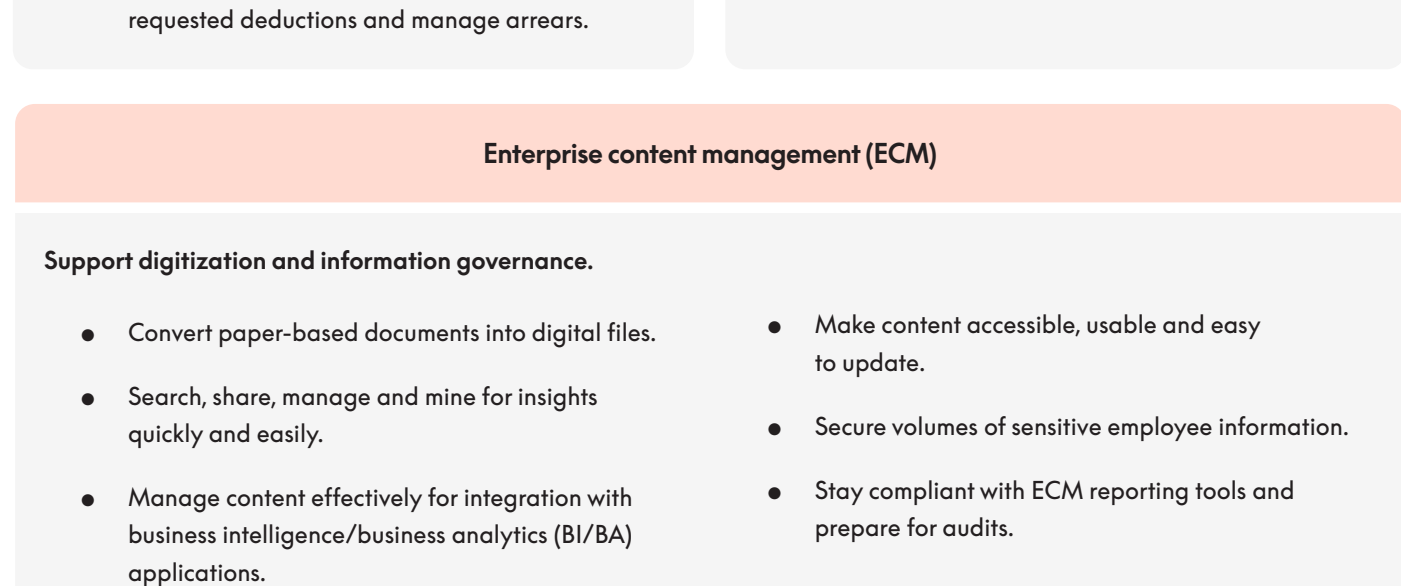 requested deductions and manage arrears.
Enterprise content management (ECM)
Support digitization and information governance.
● Convert paper-based documents into digital files.
● Search, share, manage and mine for insights
quickly and easily.
● Manage content effectively for integration with
business intelligence/business analytics (BI/BA)
applications.
● Make content accessible, usable and easy
to update.
● Secure volumes of sensitive employee information.
● Stay compliant with ECM reporting tools and
prepare for audits.